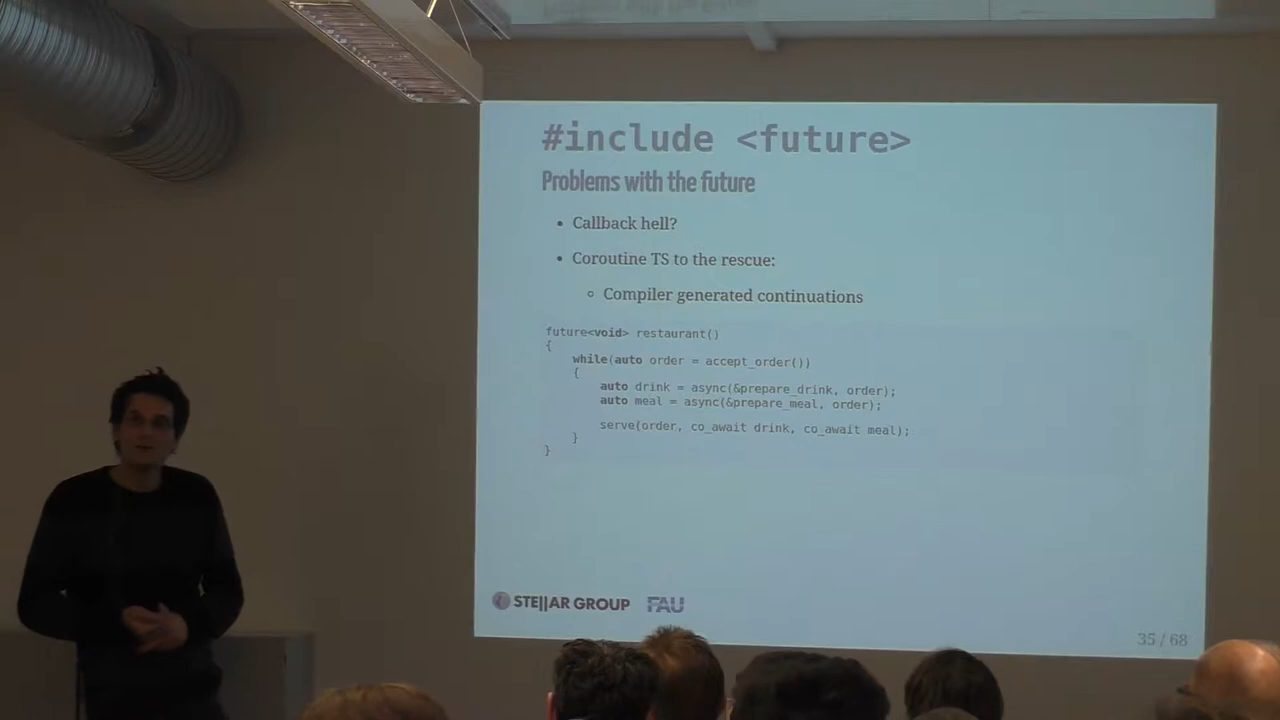 #include <future>
Problems with the future
• Callback hell?
• Coroutine TS to the rescue:
◦ Compiler generated continuations
future<void> restaurant()
{
while(auto order = accept_order())
{
auto drink = async(&prepare_drink, order);
auto meal = async(&prepare_meal, order);
serve(order, co_await drink, co_await meal);
}
}
STE||AR GROUP FAU
35 / 68